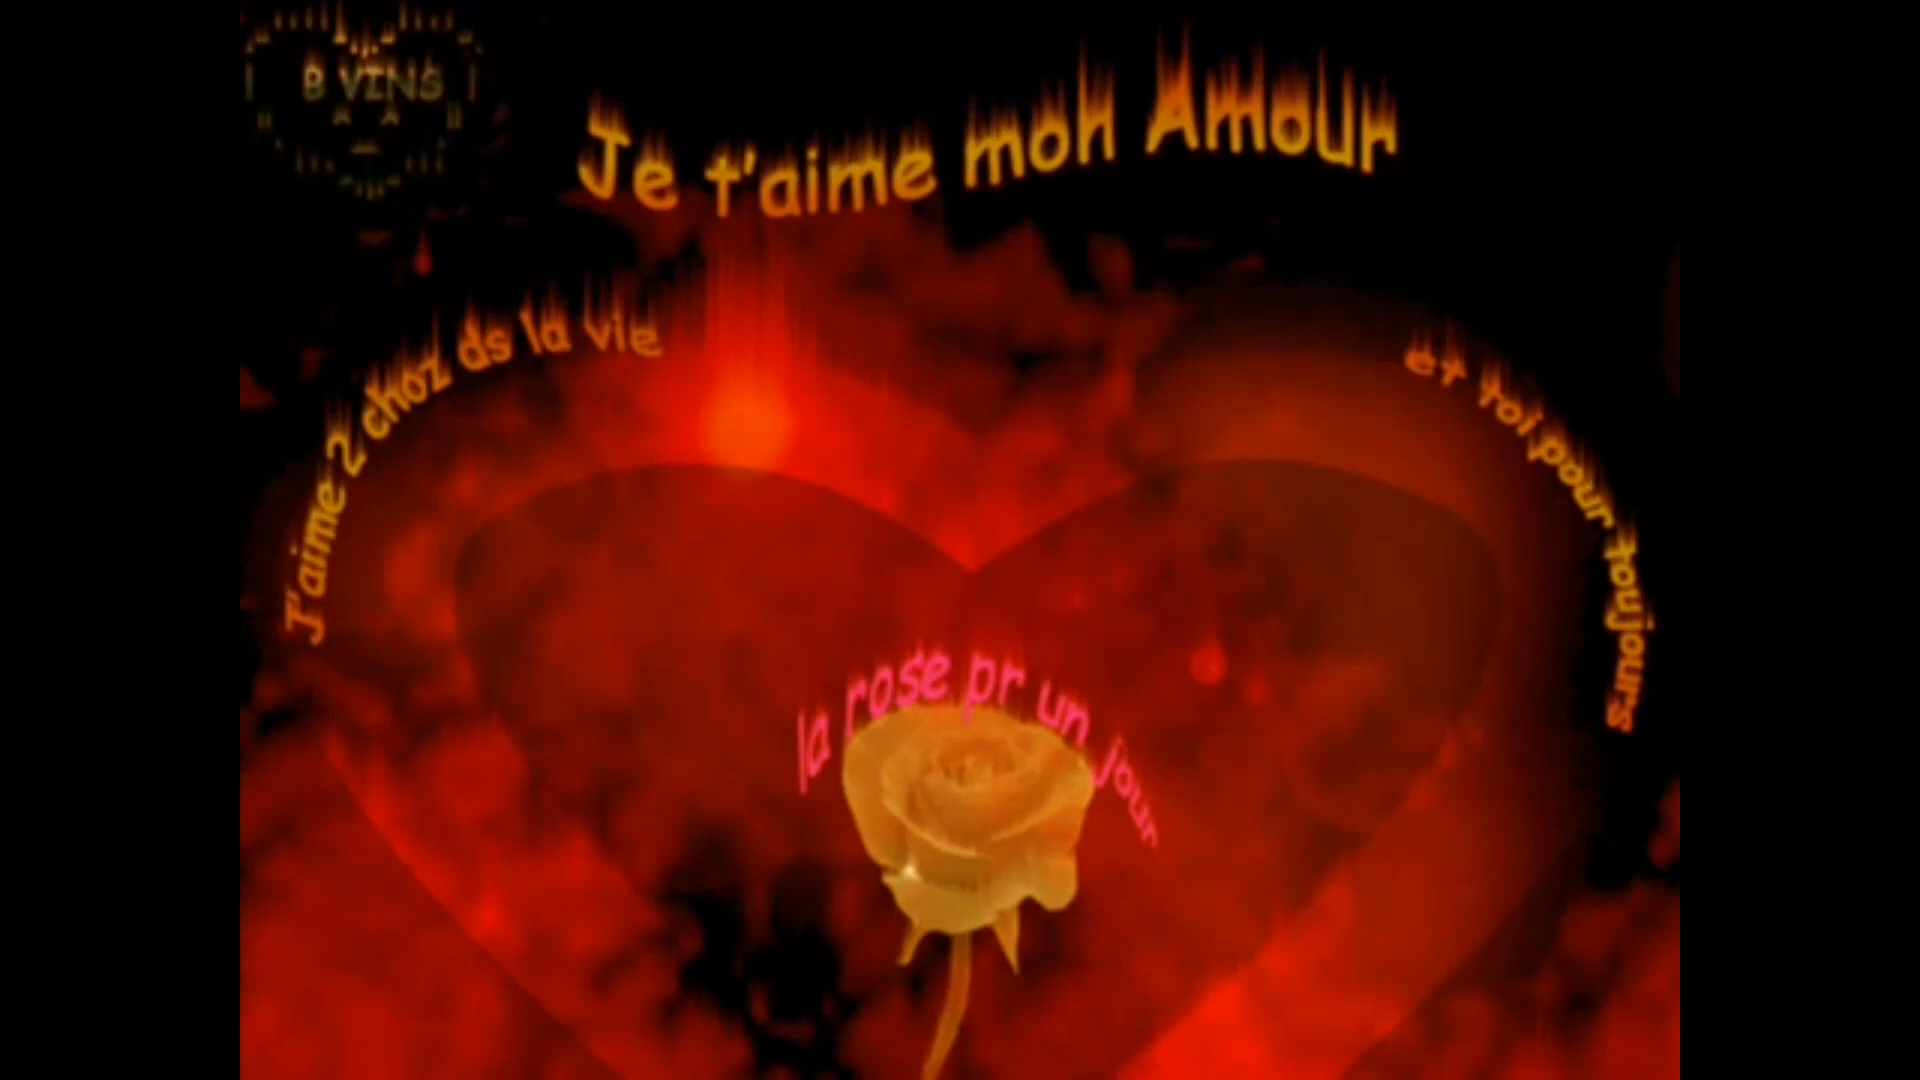 B VINS
Je t'aime mon Amour
J'aime 2 choz ds la vie
la rose pr un jour
et toi pour toujours